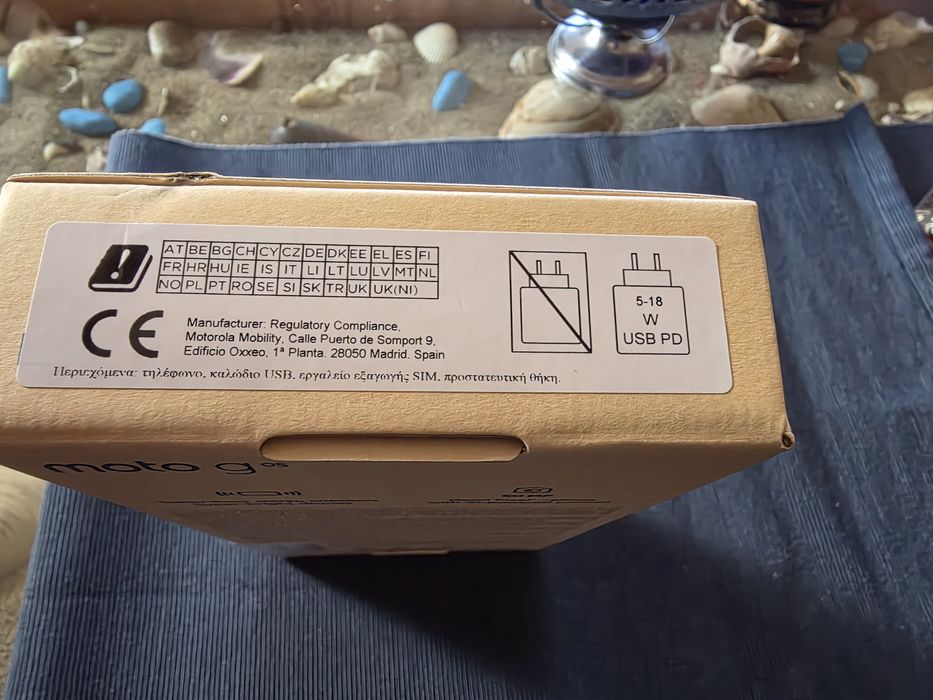 AT BE BG CH CY CZ DE DK EE EL ES FI
FR HR HU IE IS IT LI LT LU LV MT NL
NO PL PT RO SE SI SK TR UK UK(NI)
CE
Manufacturer: Regulatory Compliance,
Motorola Mobility, Calle Puerto de Somport 9,
Edificio Oxxeo, 1ª Planta. 28050 Madrid. Spain
5-18
W
USB PD
Περιεχόμενα: τηλέφωνο, καλώδιο USB, εργαλείο εξαγωγής SIM, προστατευτική θήκη.
moto g 05
50 MP